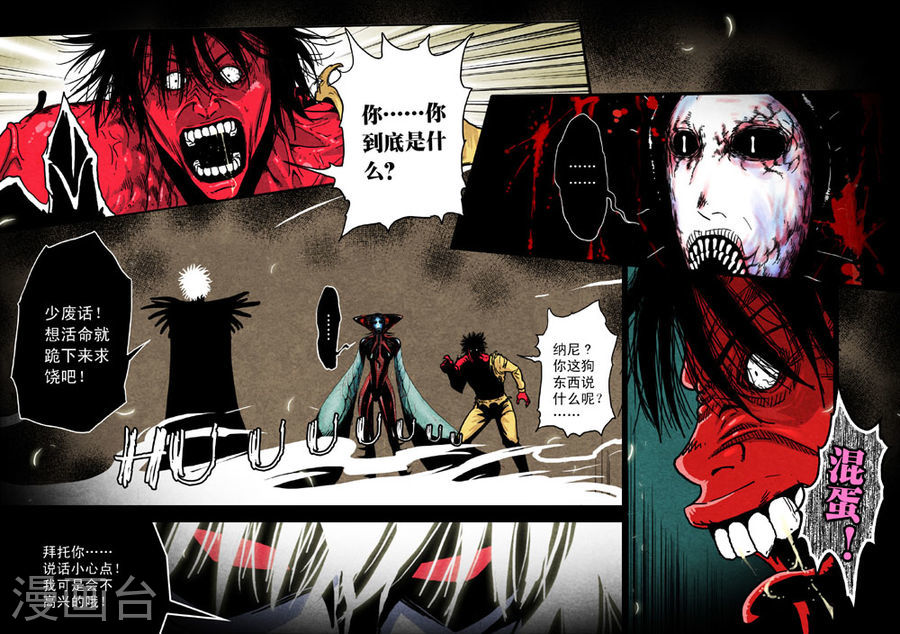 你……你
到底是什
么？
……
……
少废话！
想活命就
跪下来求
饶吧！
……
纳尼？
你这狗
东西说
什么呢？
……
HUUUUUUUU
混蛋！
拜托你……
说话小心点！
我可是会不
高兴的哦！
漫画台